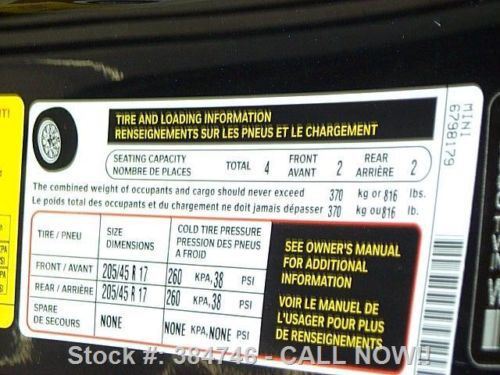 TIRE AND LOADING INFORMATION
RENSEIGNEMENTS SUR LES PNEUS ET LE CHARGEMENT
MINI
6798179
SEATING CAPACITY
NOMBRE DE PLACES
TOTAL 4
FRONT
AVANT 2
REAR
ARRIÈRE 2
The combined weight of occupants and cargo should never exceed 370 kg or 816 lbs.
Le poids total des occupants et du chargement ne doit jamais dépasser 370 kg ou 816 lb.
TIRE / PNEU
SIZE
DIMENSIONS
COLD TIRE PRESSURE
PRESSION DES PNEUS
A FROID
FRONT / AVANT 205/45 R 17 260 KPA, 38 PSI
REAR / ARRIÈRE 205/45 R 17 260 KPA, 38 PSI
SPARE
DE SECOURS NONE NONE KPA, NONE PSI
SEE OWNER'S MANUAL
FOR ADDITIONAL
INFORMATION
VOIR LE MANUEL DE
L'USAGER POUR PLUS
DE RENSEIGNEMENTS
Stock #: 384746 - CALL NOW!!